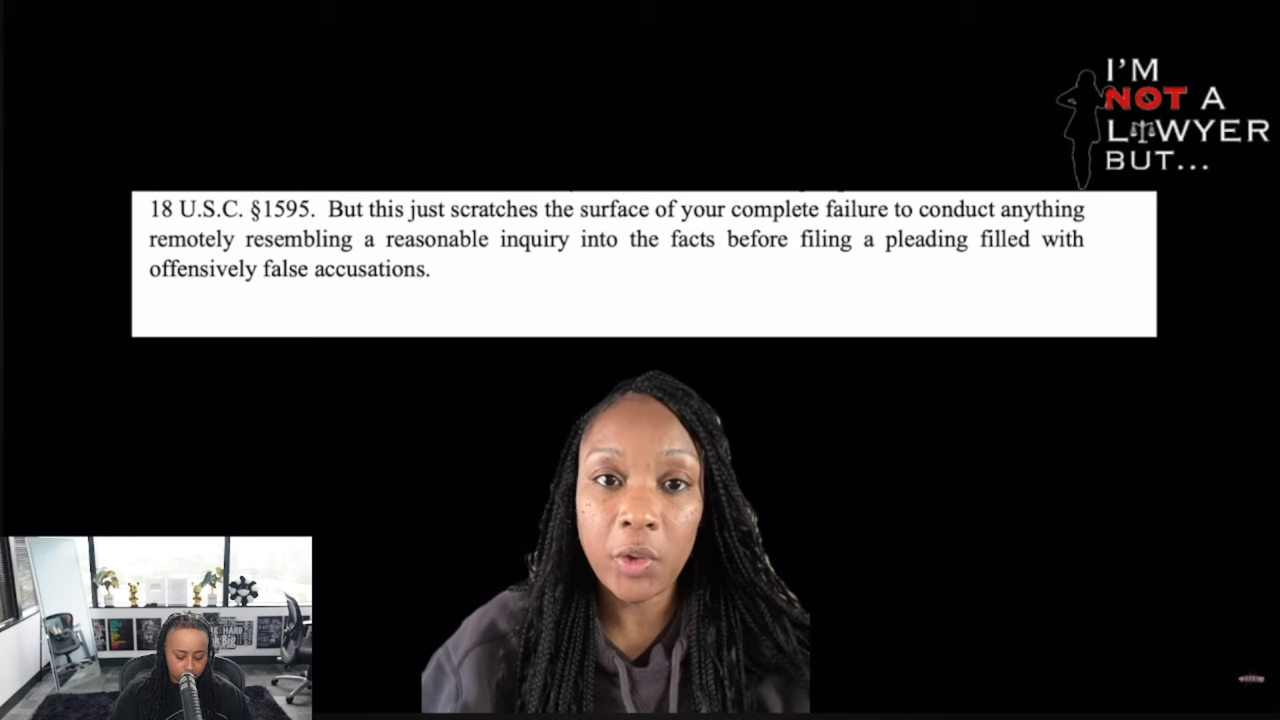 I'M
NOT A
LAWYER
BUT...
18 U.S.C. §1595. But this just scratches the surface of your complete failure to conduct anything
remotely resembling a reasonable inquiry into the facts before filing a pleading filled with
offensively false accusations.